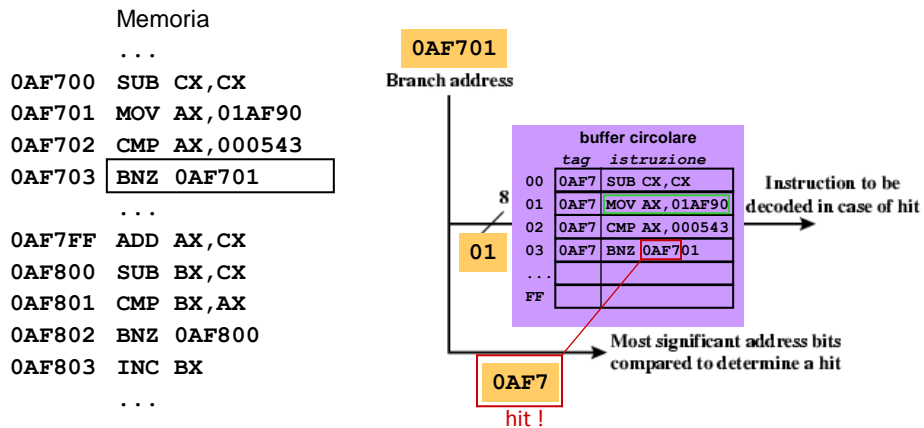 Memoria
...
0AF700 SUB CX,CX
0AF701 MOV AX,01AF90
0AF702 CMP AX,000543
0AF703 BNZ 0AF701
...
0AF7FF ADD AX,CX
0AF800 SUB BX,CX
0AF801 CMP BX,AX
0AF802 BNZ 0AF800
0AF803 INC BX
...
0AF701
Branch address
8
01
buffer circolare
tag istruzione
00 0AF7 SUB CX,CX
01 0AF7 MOV AX,01AF90
02 0AF7 CMP AX,000543
03 0AF7 BNZ 0AF701
...
FF
Instruction to be
decoded in case of hit
Most significant address bits
compared to determine a hit
0AF7
hit !